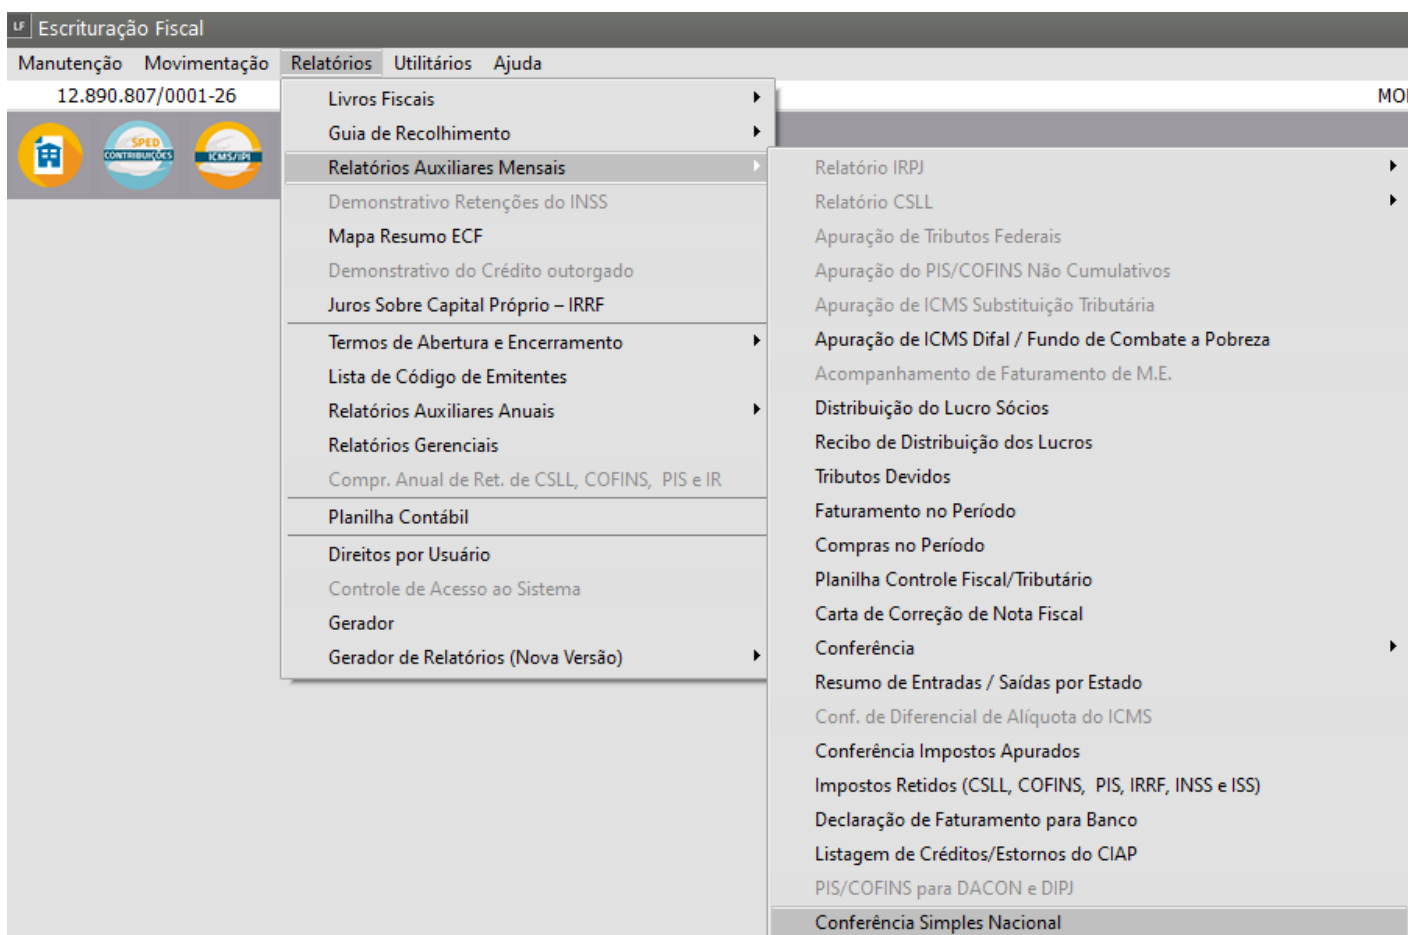 LF Escrituração Fiscal
Manutenção Movimentação Relatórios Utilitários Ajuda
12.890.807/0001-26
SPED
CONTRIBUIÇÕES
ICMS/IPI
Livros Fiscais
Guia de Recolhimento
Relatórios Auxiliares Mensais
Demonstrativo Retenções do INSS
Mapa Resumo ECF
Demonstrativo do Crédito outorgado
Juros Sobre Capital Próprio – IRRF
Termos de Abertura e Encerramento
Lista de Código de Emitentes
Relatórios Auxiliares Anuais
Relatórios Gerenciais
Compr. Anual de Ret. de CSLL, COFINS, PIS e IR
Planilha Contábil
Direitos por Usuário
Controle de Acesso ao Sistema
Gerador
Gerador de Relatórios (Nova Versão)
Relatório IRPJ
Relatório CSLL
Apuração de Tributos Federais
Apuração do PIS/COFINS Não Cumulativos
Apuração de ICMS Substituição Tributária
Apuração de ICMS Difal / Fundo de Combate a Pobreza
Acompanhamento de Faturamento de M.E.
Distribuição do Lucro Sócios
Recibo de Distribuição dos Lucros
Tributos Devidos
Faturamento no Período
Compras no Período
Planilha Controle Fiscal/Tributário
Carta de Correção de Nota Fiscal
Conferência
Resumo de Entradas / Saídas por Estado
Conf. de Diferencial de Alíquota do ICMS
Conferência Impostos Apurados
Impostos Retidos (CSLL, COFINS, PIS, IRRF, INSS e ISS)
Declaração de Faturamento para Banco
Listagem de Créditos/Estornos do CIAP
PIS/COFINS para DACON e DIPJ
Conferência Simples Nacional